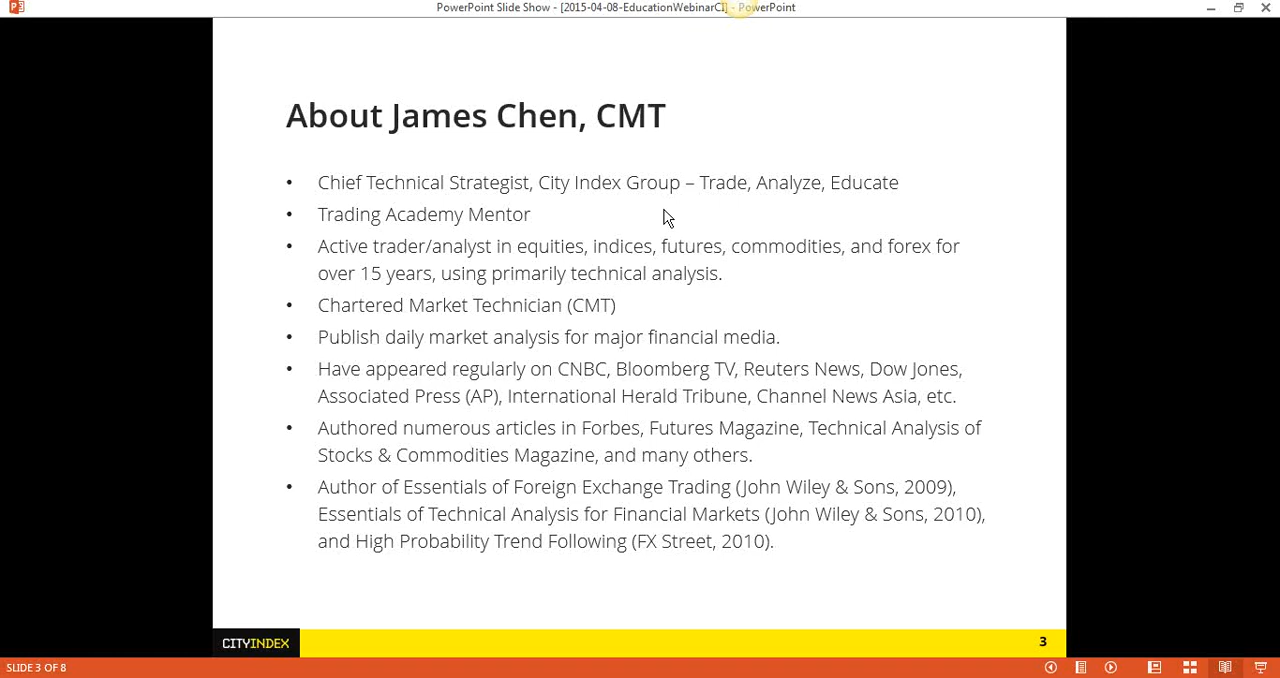 PowerPoint Slide Show - [2015-04-08-EducationWebinarCI] - PowerPoint
About James Chen, CMT
• Chief Technical Strategist, City Index Group – Trade, Analyze, Educate
• Trading Academy Mentor
• Active trader/analyst in equities, indices, futures, commodities, and forex for
over 15 years, using primarily technical analysis.
• Chartered Market Technician (CMT)
• Publish daily market analysis for major financial media.
• Have appeared regularly on CNBC, Bloomberg TV, Reuters News, Dow Jones,
Associated Press (AP), International Herald Tribune, Channel News Asia, etc.
• Authored numerous articles in Forbes, Futures Magazine, Technical Analysis of
Stocks & Commodities Magazine, and many others.
• Author of Essentials of Foreign Exchange Trading (John Wiley & Sons, 2009),
Essentials of Technical Analysis for Financial Markets (John Wiley & Sons, 2010),
and High Probability Trend Following (FX Street, 2010).
CITYINDEX
3
SLIDE 3 OF 8